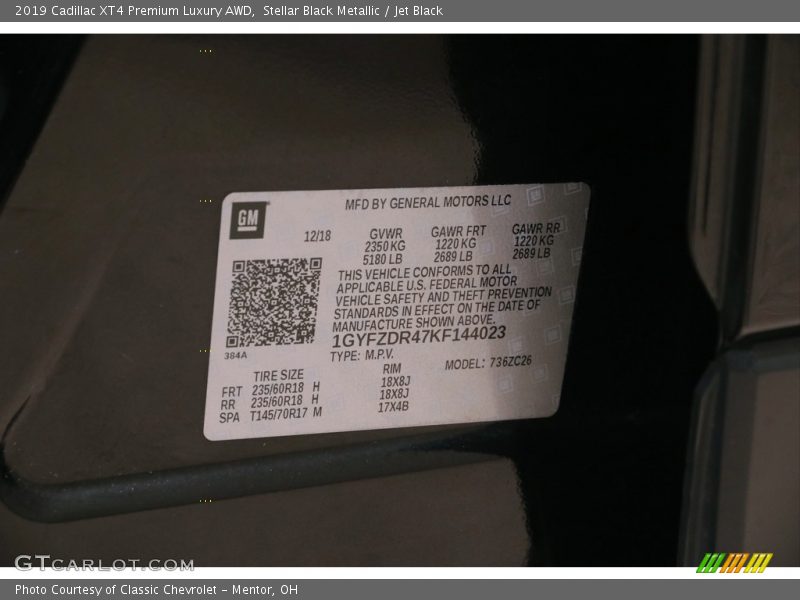 2019 Cadillac XT4 Premium Luxury AWD, Stellar Black Metallic / Jet Black
GM
MFD BY GENERAL MOTORS LLC
12/18 GVWR GAWR FRT GAWR RR
2350 KG 1220 KG 1220 KG
5180 LB 2689 LB 2689 LB
THIS VEHICLE CONFORMS TO ALL
APPLICABLE U.S. FEDERAL MOTOR
VEHICLE SAFETY AND THEFT PREVENTION
STANDARDS IN EFFECT ON THE DATE OF
MANUFACTURE SHOWN ABOVE.
1GYFZDR47KF144023
384A
TYPE: M.P.V. MODEL: 736ZC26
TIRE SIZE RIM
FRT 235/60R18 H 18X8J
RR 235/60R18 H 18X8J
SPA T145/70R17 M 17X4B
GTcarlot.com
Photo Courtesy of Classic Chevrolet - Mentor, OH